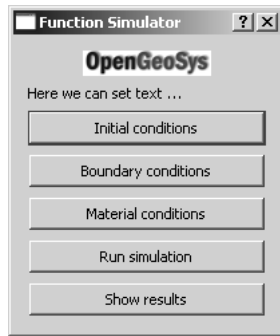 Function Simulator
OpenGeoSys
Here we can set text ...
Initial conditions
Boundary conditions
Material conditions
Run simulation
Show results